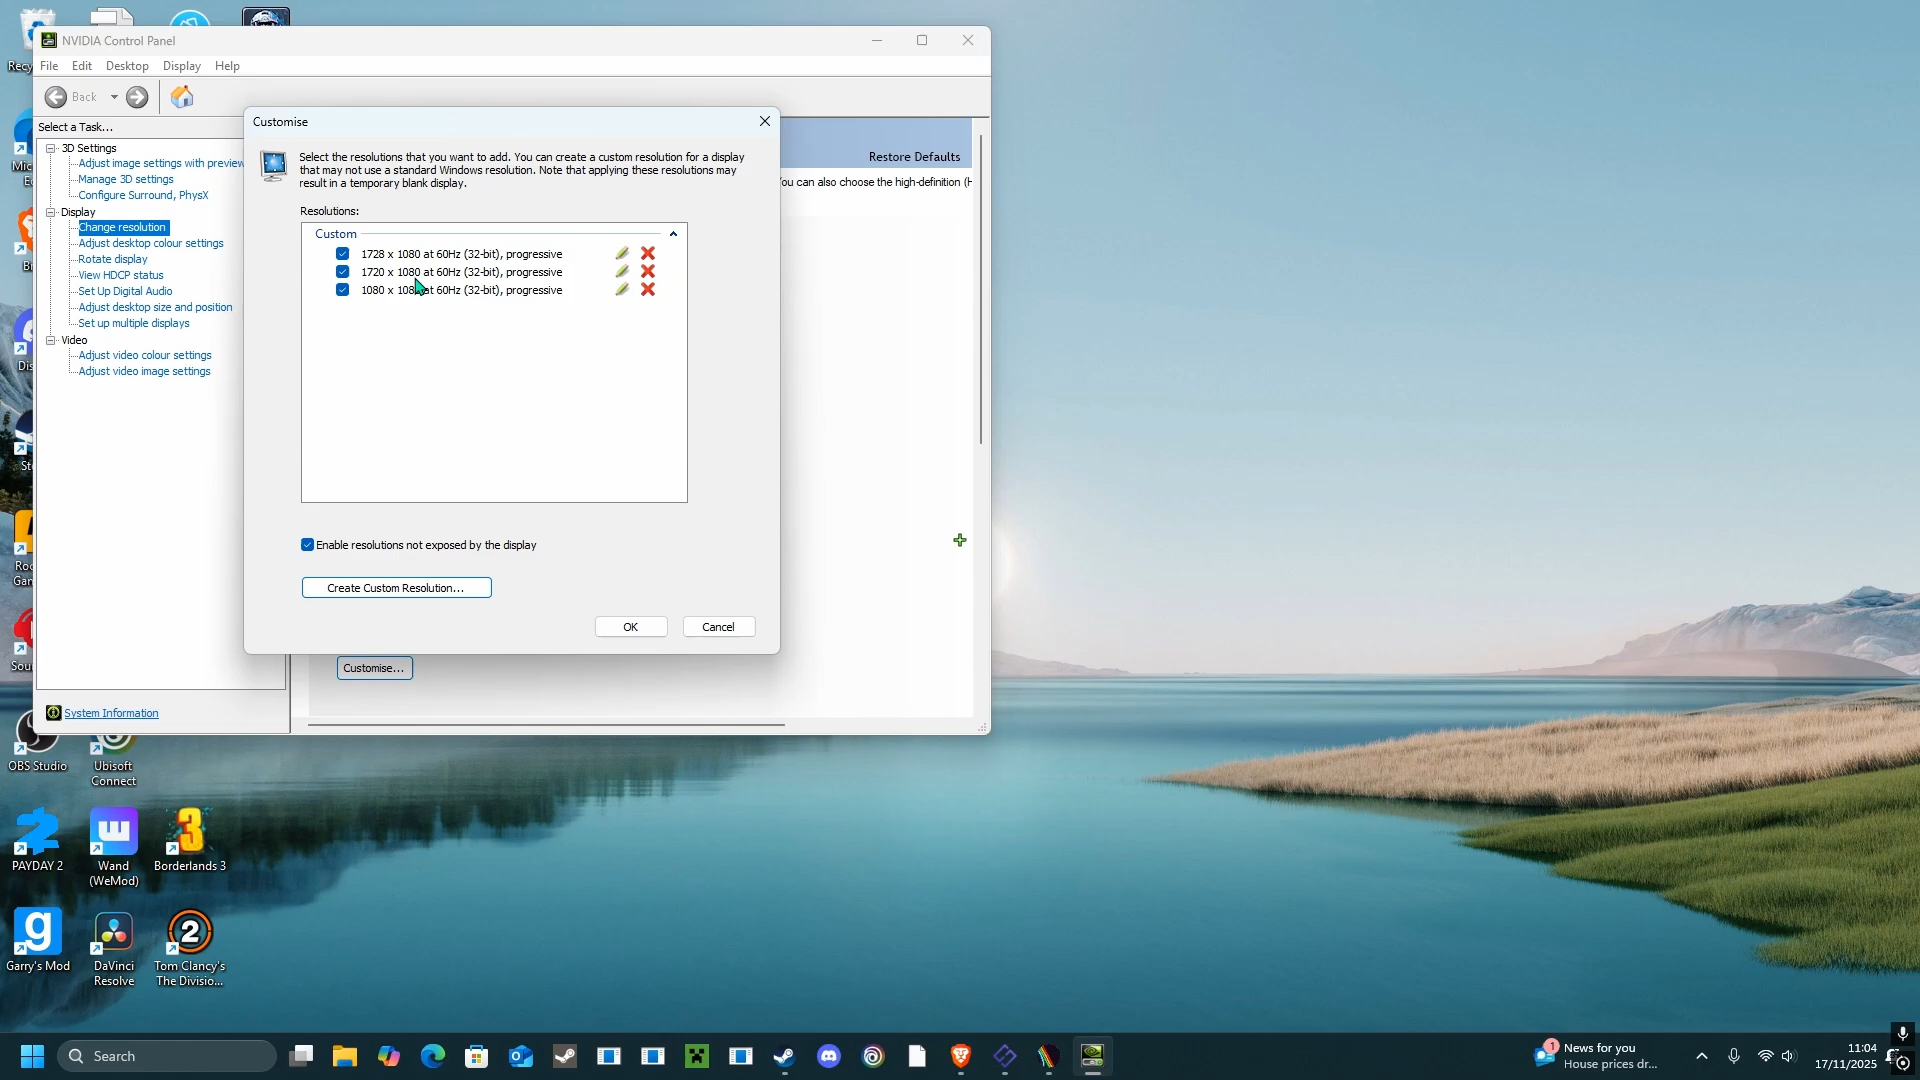 NVIDIA Control Panel
File Edit Desktop Display Help
Back
Select a Task...
3D Settings
Adjust image settings with preview
Manage 3D settings
Configure Surround, PhysX
Display
Change resolution
Adjust desktop colour settings
Rotate display
View HDCP status
Set Up Digital Audio
Adjust desktop size and position
Set up multiple displays
Video
Adjust video colour settings
Adjust video image settings
System Information
Restore Defaults
You can also choose the high-definition (H
Customise
Select the resolutions that you want to add. You can create a custom resolution for a display
that may not use a standard Windows resolution. Note that applying these resolutions may
result in a temporary blank display.
Resolutions:
Custom
1728 x 1080 at 60Hz (32-bit), progressive
1720 x 1080 at 60Hz (32-bit), progressive
1080 x 108 at 60Hz (32-bit), progressive
Enable resolutions not exposed by the display
Create Custom Resolution...
OK Cancel
Customise...
OBS Studio
Ubisoft
Connect
PAYDAY 2
Wand
(WeMod)
Borderlands 3
3
Garry's Mod
g
DaVinci
Resolve
2
Tom Clancy's
The Divisio...
Search
1
News for you
House prices dr...
11:04
17/11/2025